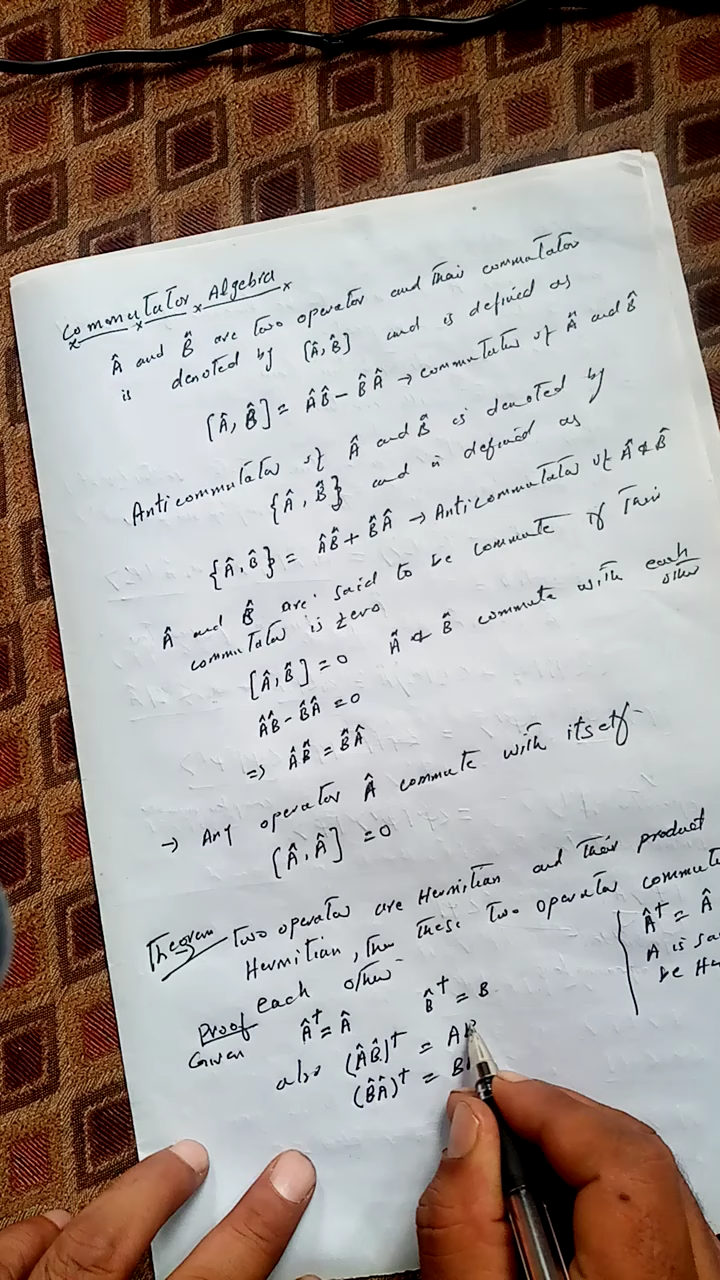 Commutator Algebra
Â and B̂ are two operator and their commutator
is denoted by [Â, B̂] and is defined as
[Â, B̂] = ÂB̂ - B̂Â → commutator of Â and B̂
Anticommutator of Â and B̂ is denoted by
{Â, B̂} and is defined as
{Â, B̂} = ÂB̂ + B̂Â → Anticommutator of Â & B̂
Â and B̂ are said to be commute if their
commutator is zero
[Â, B̂] = 0 Â & B̂ commute with each other
ÂB̂ - B̂Â = 0
=> ÂB̂ = B̂Â
→ Any operator Â commute with itself
[Â, Â] = 0
Theorem Two operator are Hermitian and their product
Hermitian, then these two operator commute
each other
Â† = Â
A is
be
Proof
Given Â† = Â B̂† = B
also (ÂB̂)† = AB
(B̂Â)† = B